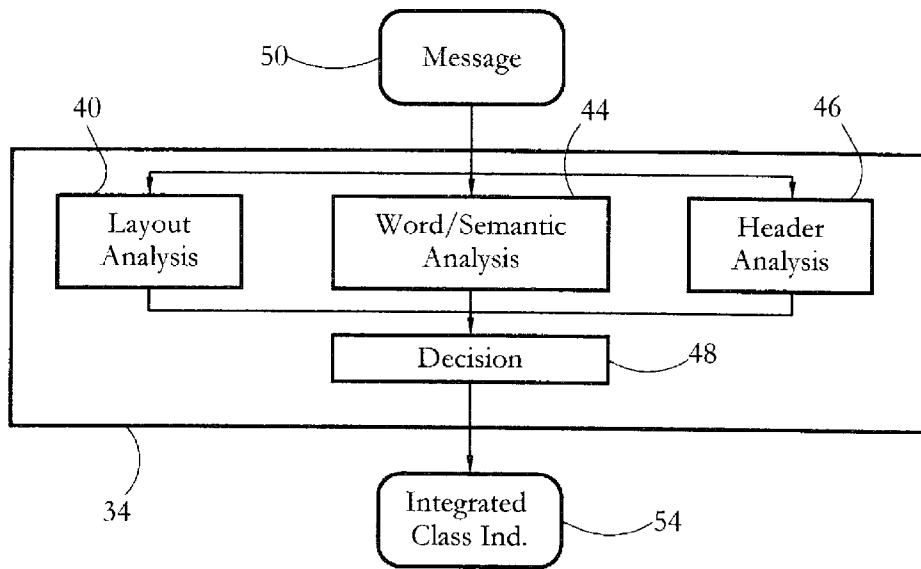 50
Message
40
44
46
Layout
Analysis
Word/Semantic
Analysis
Header
Analysis
Decision
48
34
Integrated
Class Ind.
54